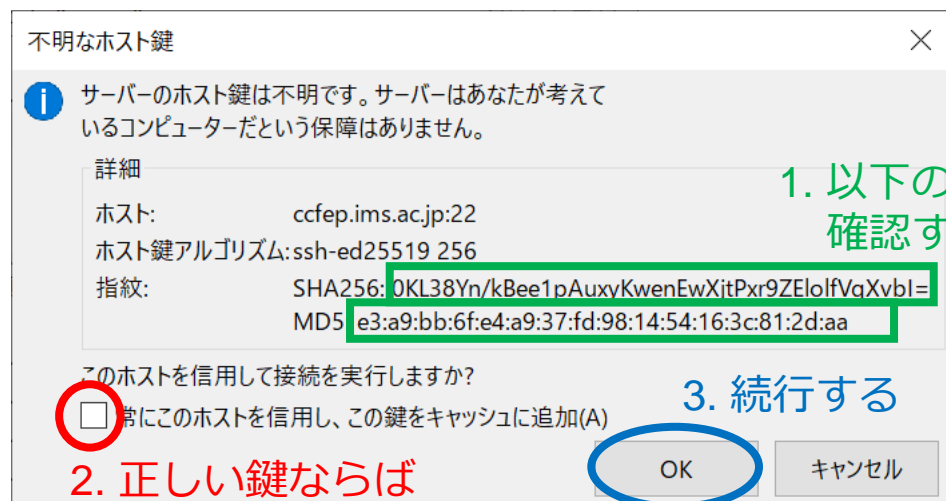 不明なホスト鍵
サーバーのホスト鍵は不明です。サーバーはあなたが考えて
いるコンピューターだという保障はありません。
詳細
1. 以下の
確認す
ホスト: ccfep.ims.ac.jp:22
ホスト鍵アルゴリズム: ssh-ed25519 256
指紋: SHA256: 0KL38Yn/kBee1pAuxyKwenEwXjtPxr9ZEloIfVqXvbI=
MD5 e3:a9:bb:6f:e4:a9:37:fd:98:14:54:16:3c:81:2d:aa
このホストを信用して接続を実行しますか?
常にこのホストを信用し、この鍵をキャッシュに追加(A)
3. 続行する
2. 正しい鍵ならば
OK
キャンセル